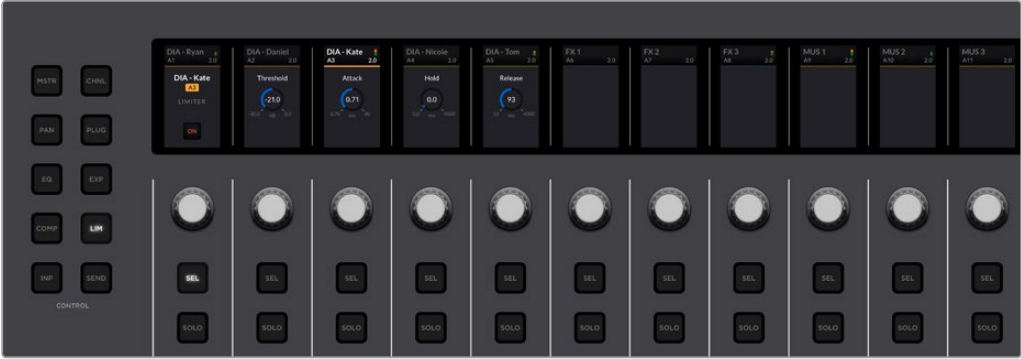 DIA - Ryan DIA - Daniel DIA - Kate DIA - Nicole DIA - Tom FX 1 FX 2 FX 3 MUS 1 MUS 2 MUS 3
A1 2.0 A2 2.0 A3 2.0 A4 2.0 A5 2.0 A6 2.0 A7 2.0 A8 2.0 A9 2.0 A10 2.0 A11 2.0
MSTR CHNL
DIA - Kate Threshold Attack Hold Release
A3
LIMITER -21.0 0.71 0.0 93
dB ms ms ms
ON
PAN PLUG
EQ EXP
COMP LIM
INP SEND
SEL SEL SEL SEL SEL SEL SEL SEL SEL SEL SEL
CONTROL
SOLO SOLO SOLO SOLO SOLO SOLO SOLO SOLO SOLO SOLO SOLO